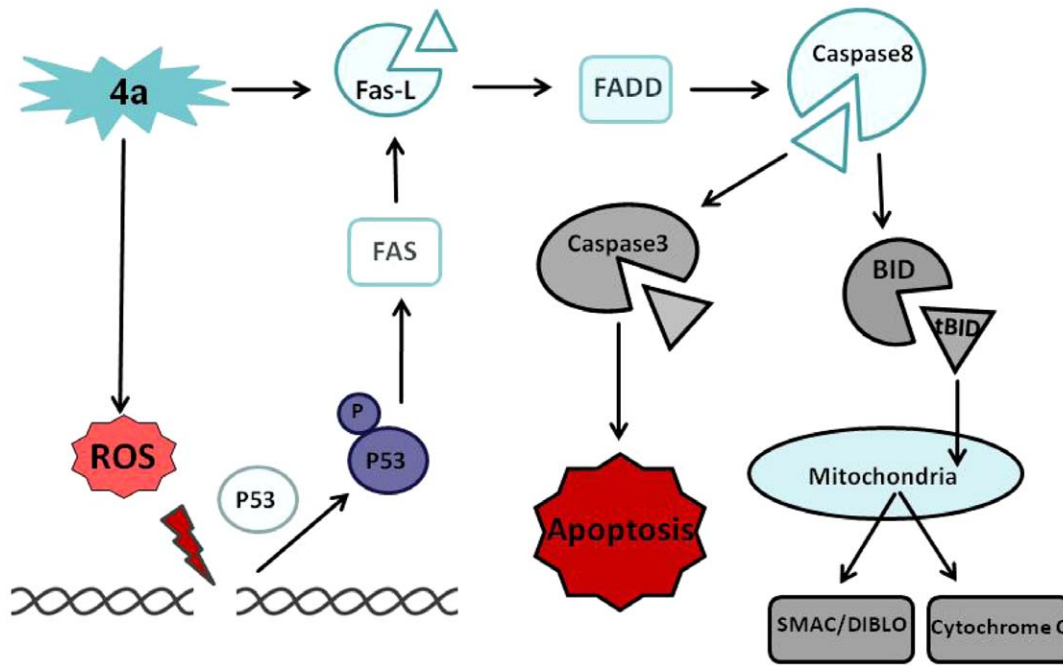 4a
Fas-L
FADD
Caspase8
FAS
Caspase3
BID
tBID
ROS
P53
P
P53
Apoptosis
Mitochondria
SMAC/DIBLO
Cytochrome C